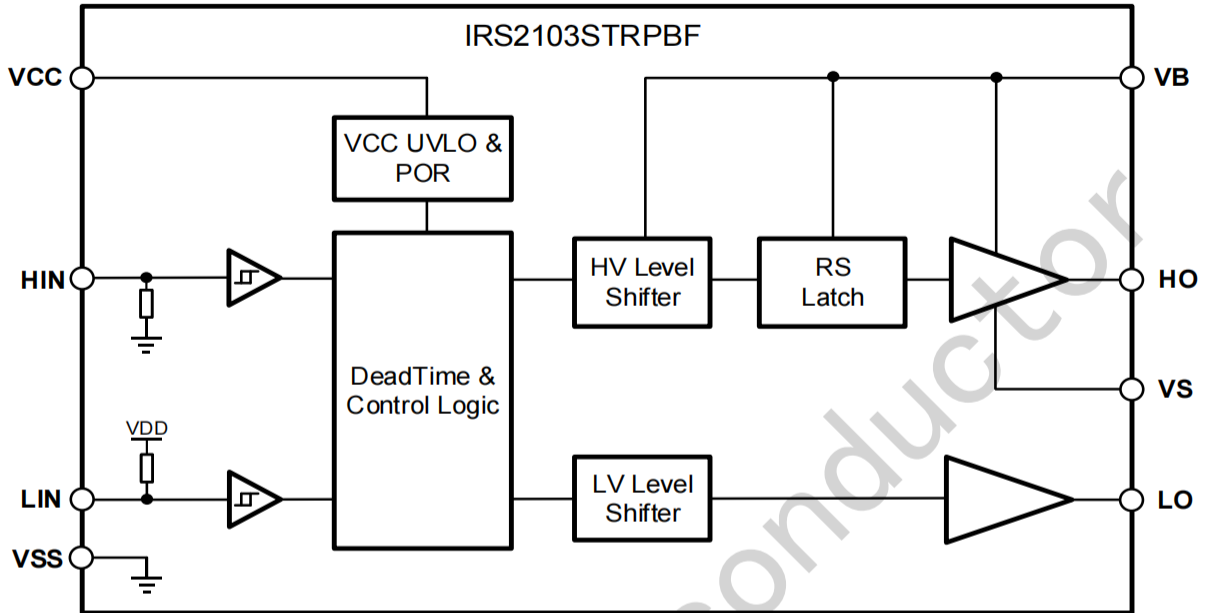 IRS2103STRPBF
VCC
VB
VCC UVLO &
POR
HIN
HV Level
Shifter
RS
Latch
HO
DeadTime &
Control Logic
VS
VDD
LIN
LV Level
Shifter
LO
VSS
onductor